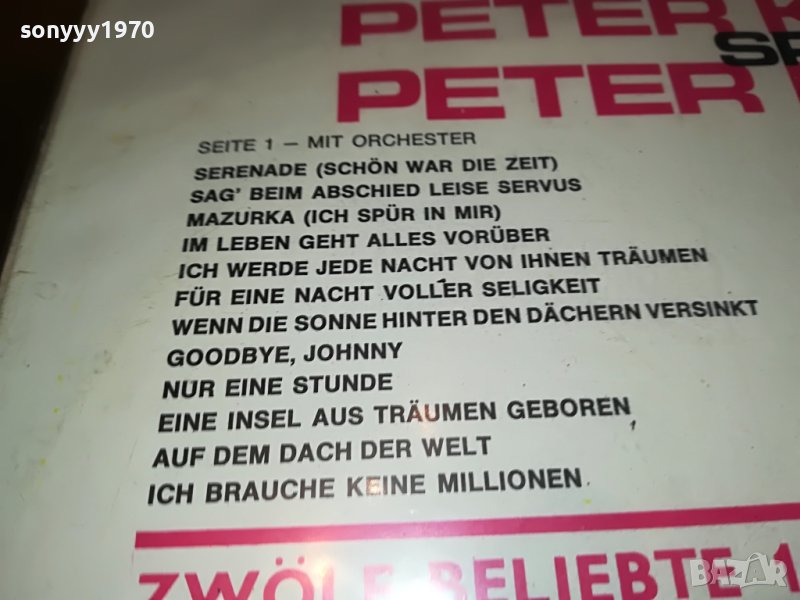 sonyyy1970
PETER
PETER
SEITE 1 – MIT ORCHESTER
SERENADE (SCHÖN WAR DIE ZEIT)
SAG' BEIM ABSCHIED LEISE SERVUS
MAZURKA (ICH SPÜR IN MIR)
IM LEBEN GEHT ALLES VORÜBER
ICH WERDE JEDE NACHT VON IHNEN TRÄUMEN
FÜR EINE NACHT VOLLER SELIGKEIT
WENN DIE SONNE HINTER DEN DÄCHERN VERSINKT
GOODBYE, JOHNNY
NUR EINE STUNDE
EINE INSEL AUS TRÄUMEN GEBOREN
AUF DEM DACH DER WELT
ICH BRAUCHE KEINE MILLIONEN
ZWÖLF BELIEBTE
BAZAR